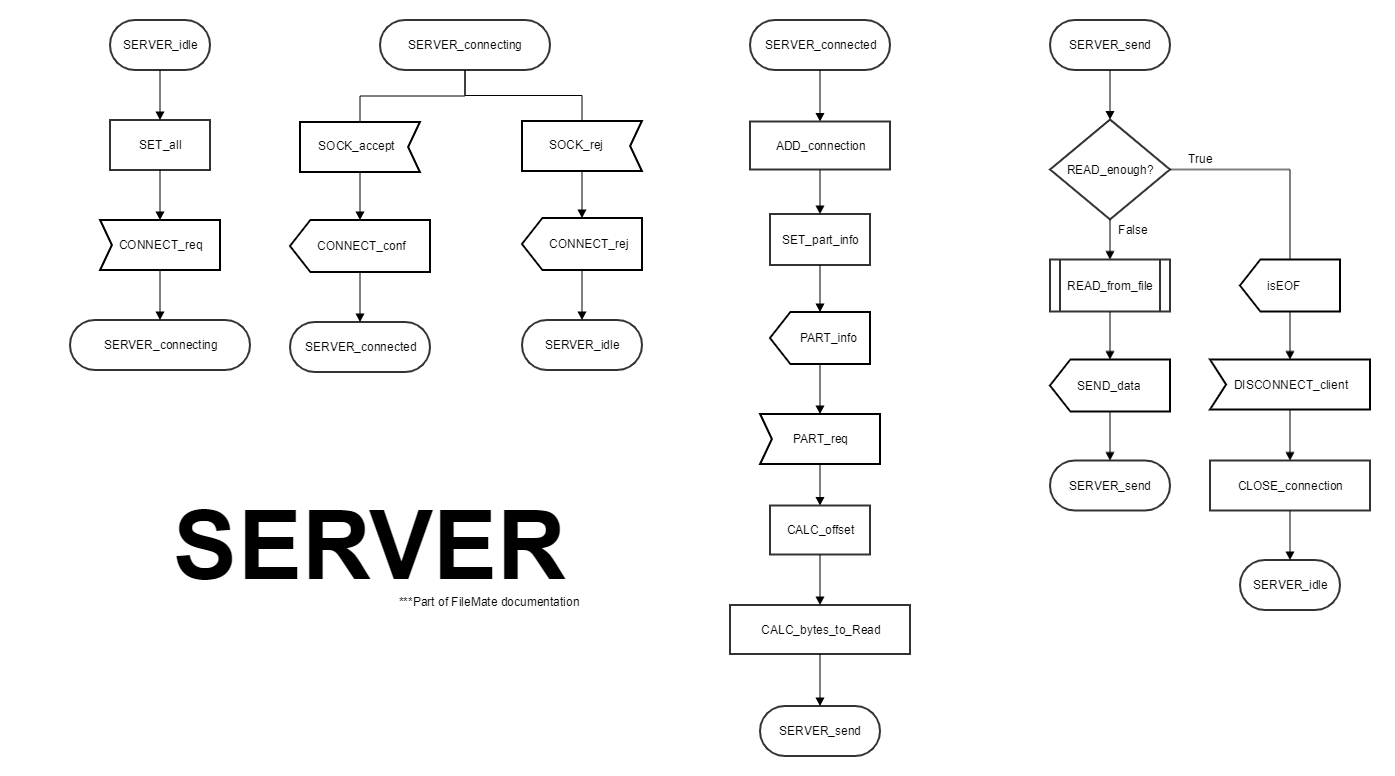 SERVER_idle
SET_all
CONNECT_req
SERVER_connecting
SERVER_connecting
SOCK_accept
CONNECT_conf
SERVER_connected
SOCK_rej
CONNECT_rej
SERVER_idle
SERVER_connected
ADD_connection
SET_part_info
PART_info
PART_req
CALC_offset
CALC_bytes_to_Read
SERVER_send
SERVER_send
READ_enough?
False
READ_from_file
SEND_data
SERVER_send
True
isEOF
DISCONNECT_client
CLOSE_connection
SERVER_idle
SERVER
***Part of FileMate documentation